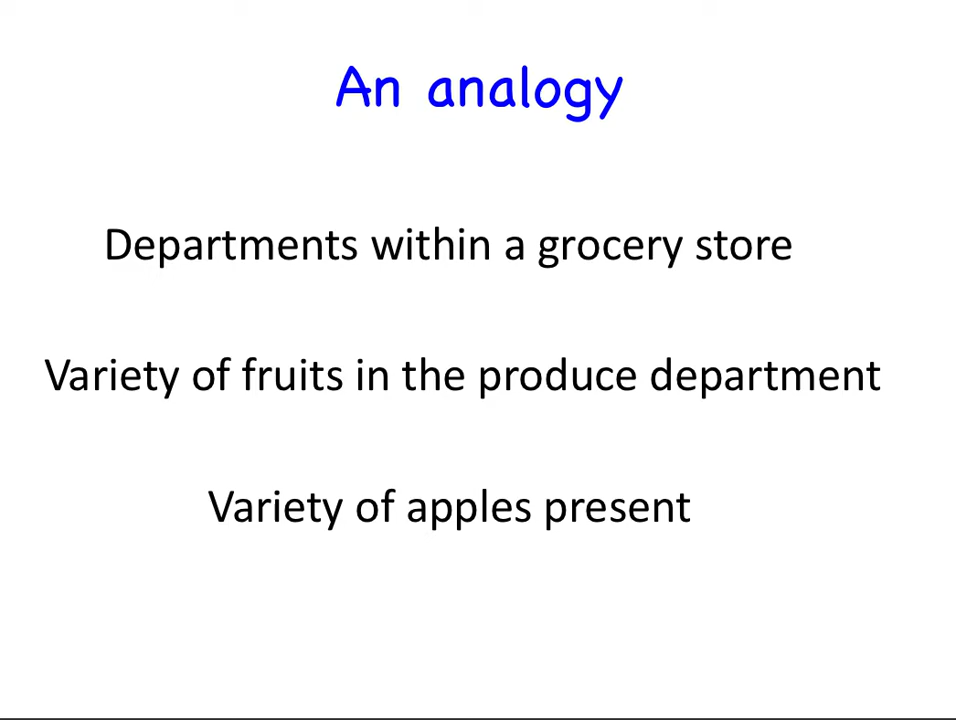 An analogy
Departments within a grocery store
Variety of fruits in the produce department
Variety of apples present